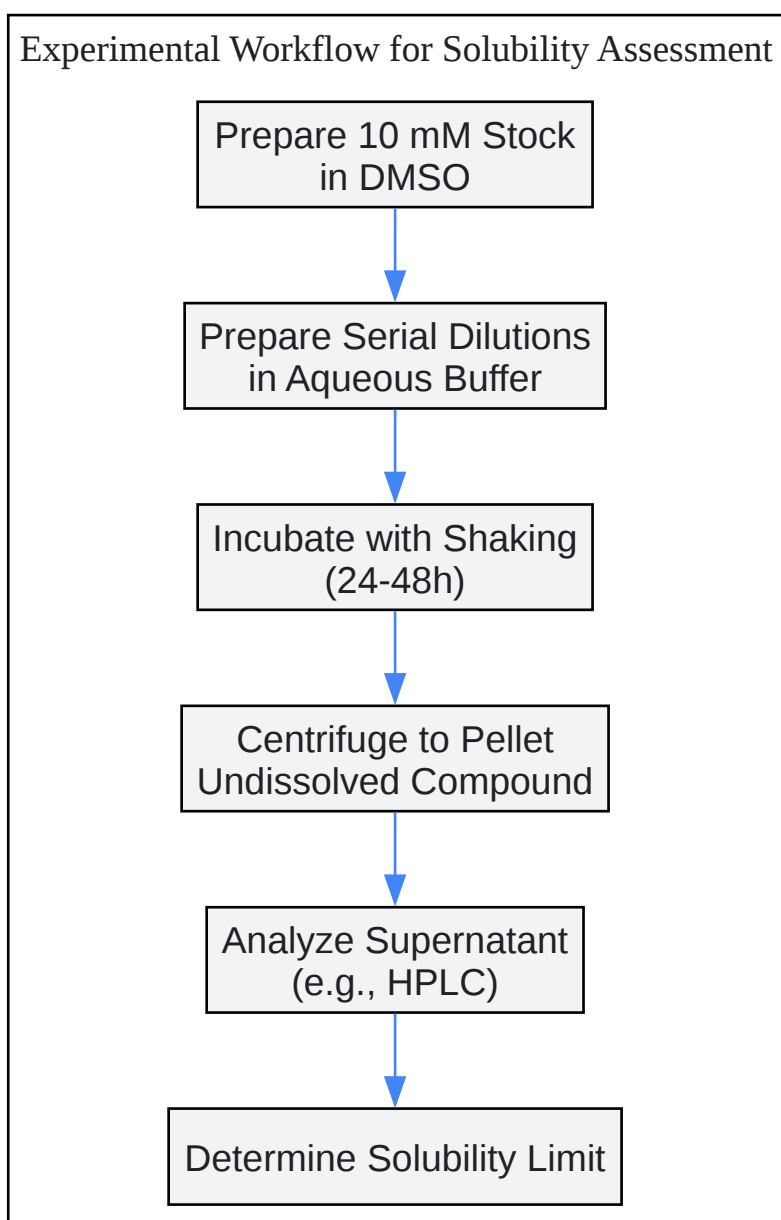 Experimental Workflow for Solubility Assessment
Prepare 10 mM Stock
in DMSO
Prepare Serial Dilutions
in Aqueous Buffer
Incubate with Shaking
(24-48h)
Centrifuge to Pellet
Undissolved Compound
Analyze Supernatant
(e.g., HPLC)
Determine Solubility Limit